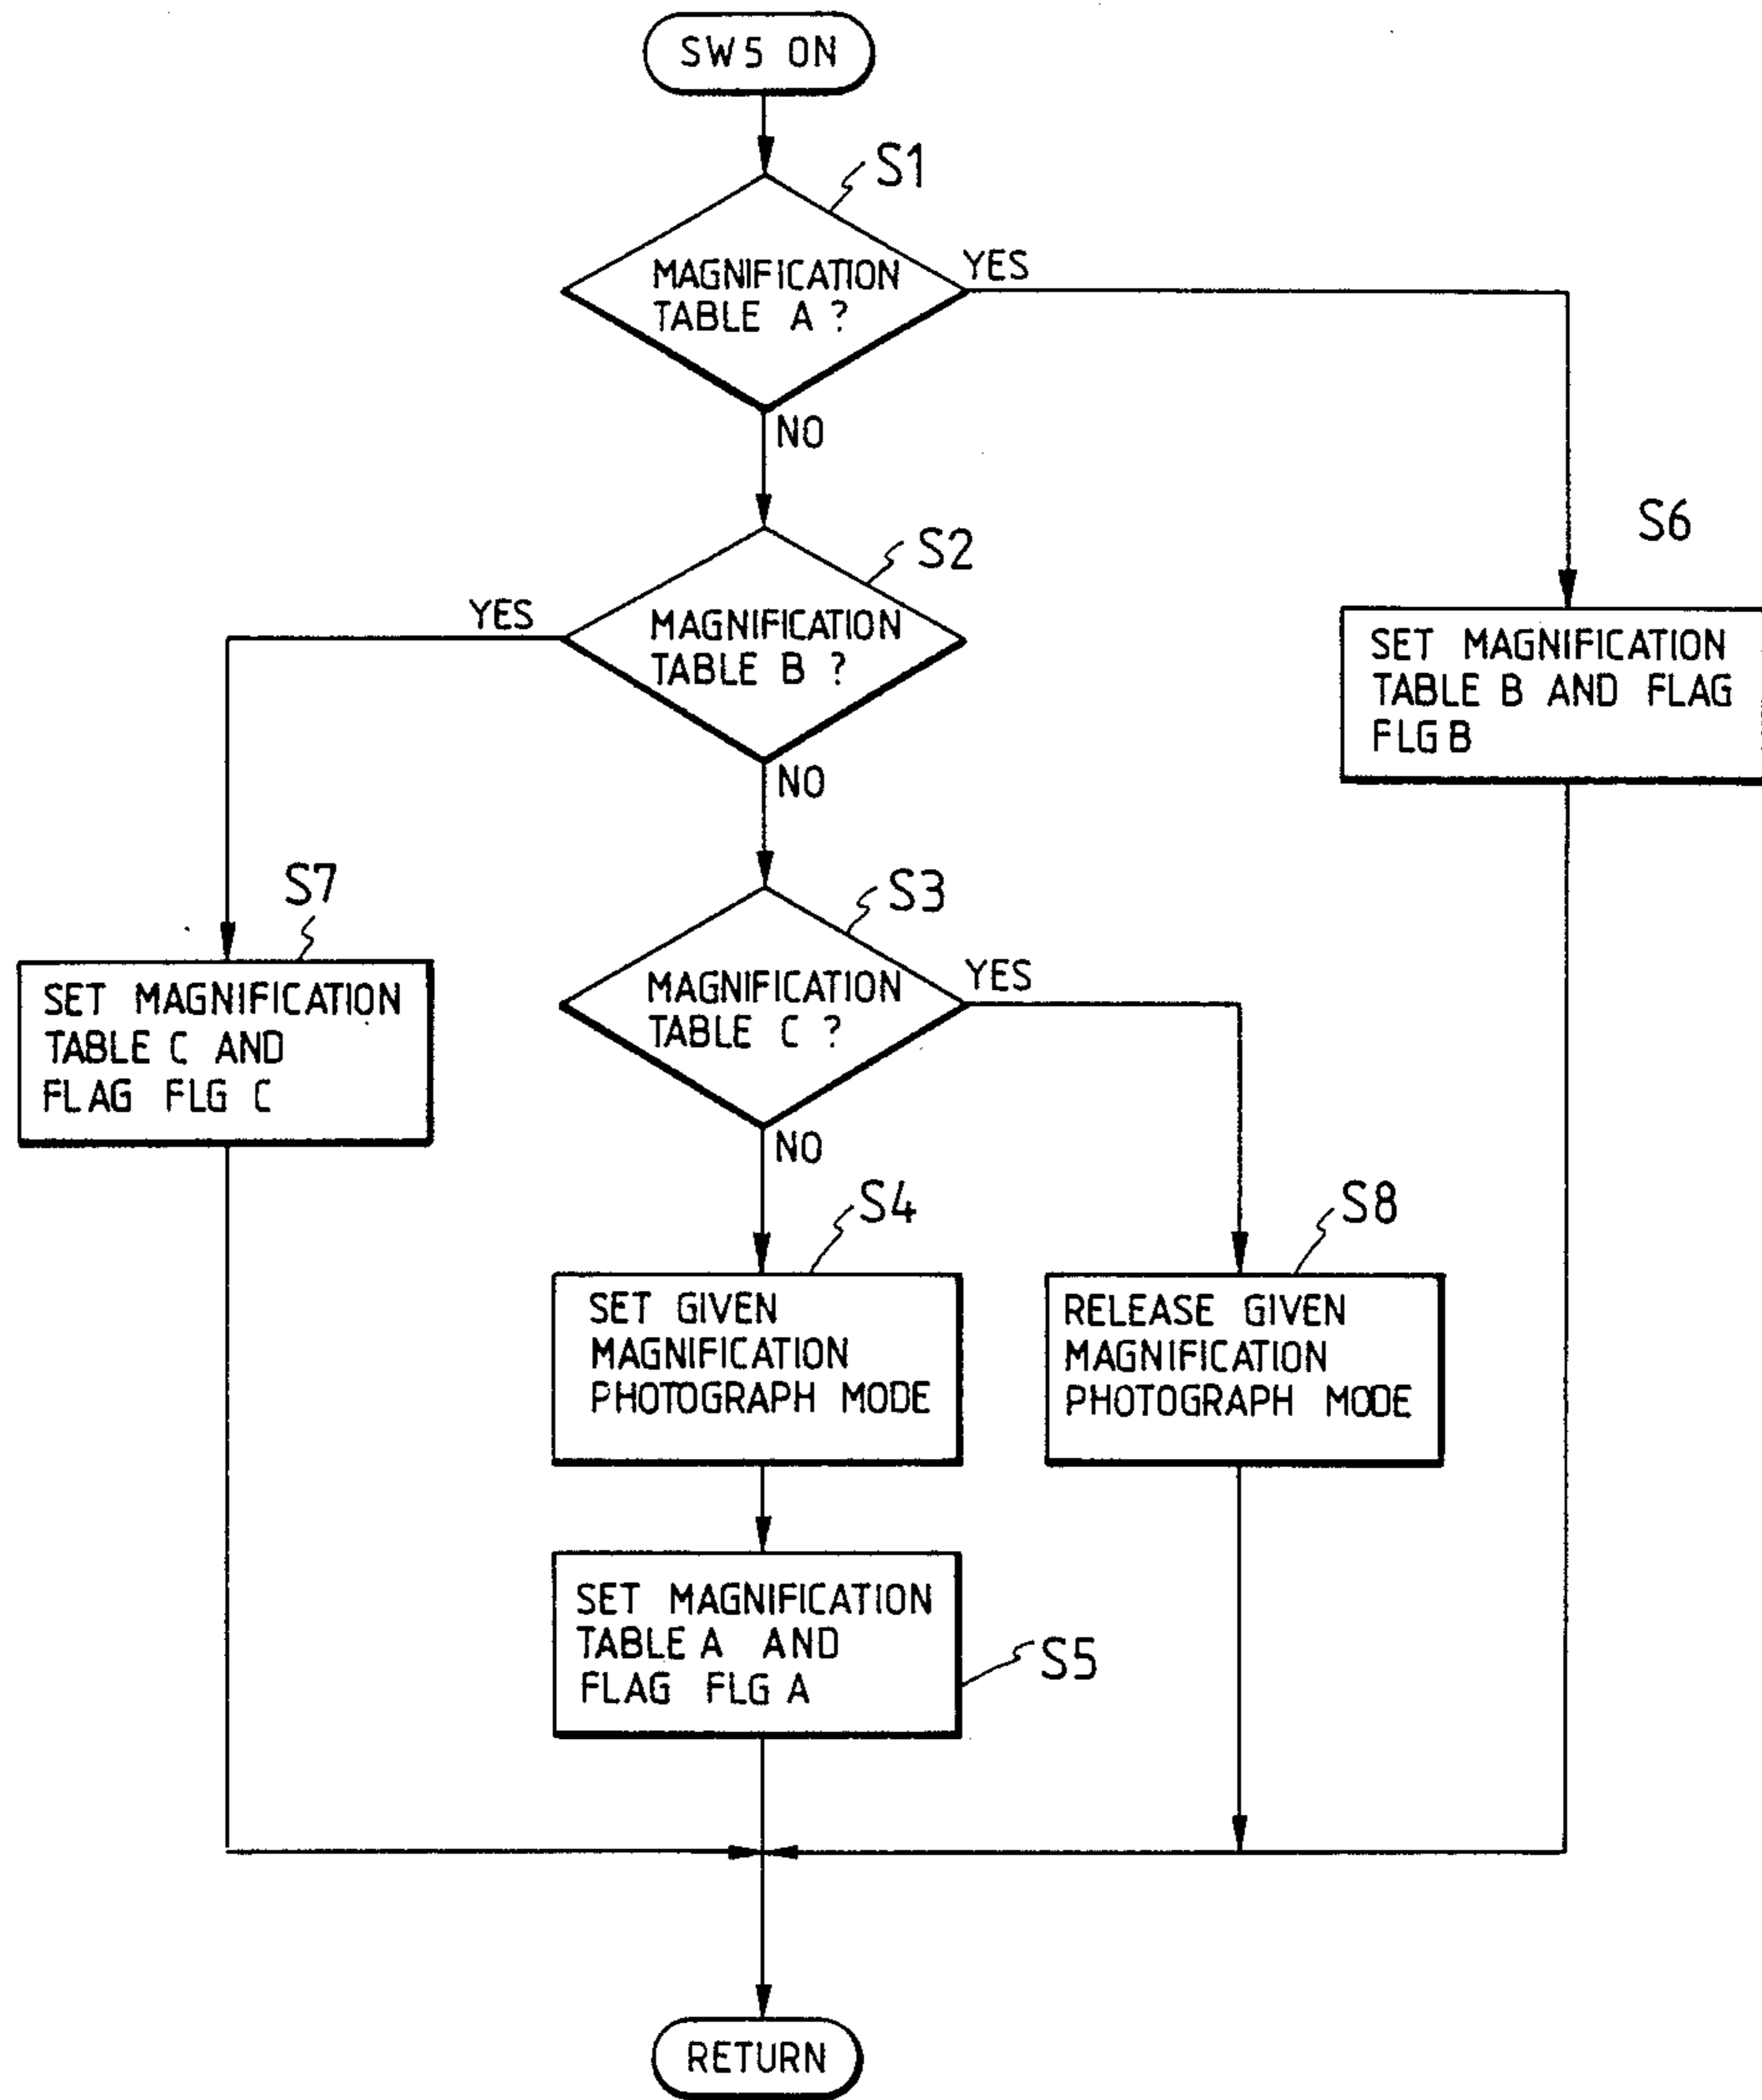 SW5 ON
S1
MAGNIFICATION
TABLE A ?
YES
NO
S2
MAGNIFICATION
TABLE B ?
YES
NO
S6
SET MAGNIFICATION
TABLE B AND FLAG
FLG B
S7
SET MAGNIFICATION
TABLE C AND
FLAG FLG C
S3
MAGNIFICATION
TABLE C ?
YES
NO
S4
SET GIVEN
MAGNIFICATION
PHOTOGRAPH MODE
S8
RELEASE GIVEN
MAGNIFICATION
PHOTOGRAPH MODE
SET MAGNIFICATION
TABLE A AND
FLAG FLG A
S5
RETURN